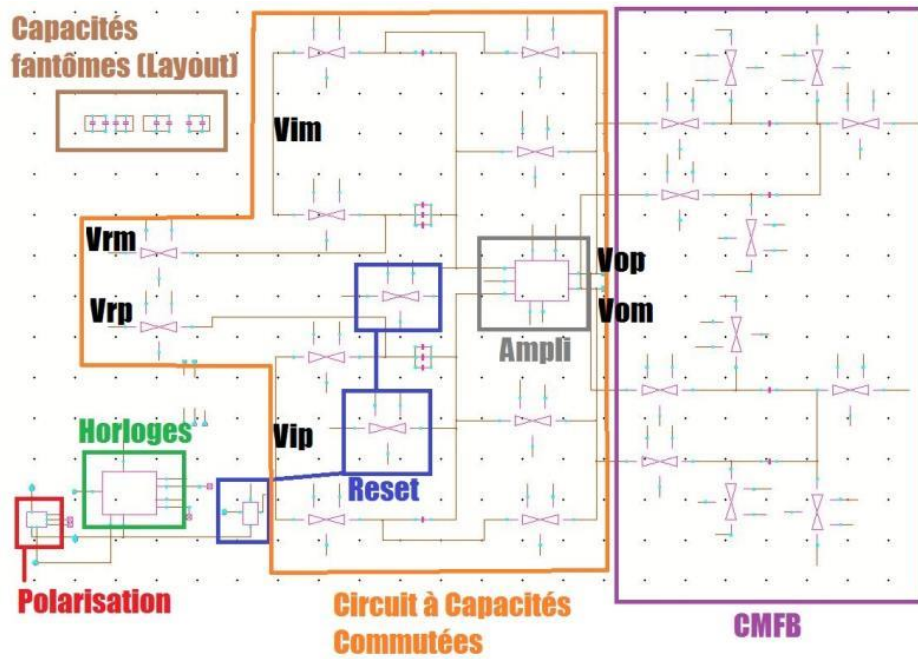 Capacités
fantômes (Layout)
Vim
Vrm
Vrp
Vop
Vom
Ampli
Vip
Horloges
Reset
Polarisation
Circuit à Capacités
Commutées
CMFB